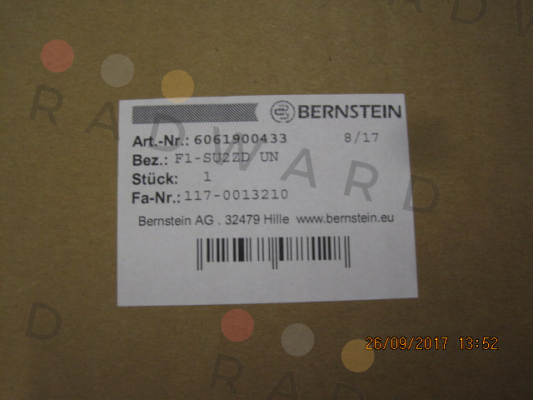 BERNSTEIN
Art.-Nr.: 6061900433 8/17
Bez.: F1-SU2ZD UN
Stück: 1
Fa-Nr.: 117-0013210
Bernstein AG . 32479 Hille www.bernstein.eu
RADWARD
26/09/2017 13:52